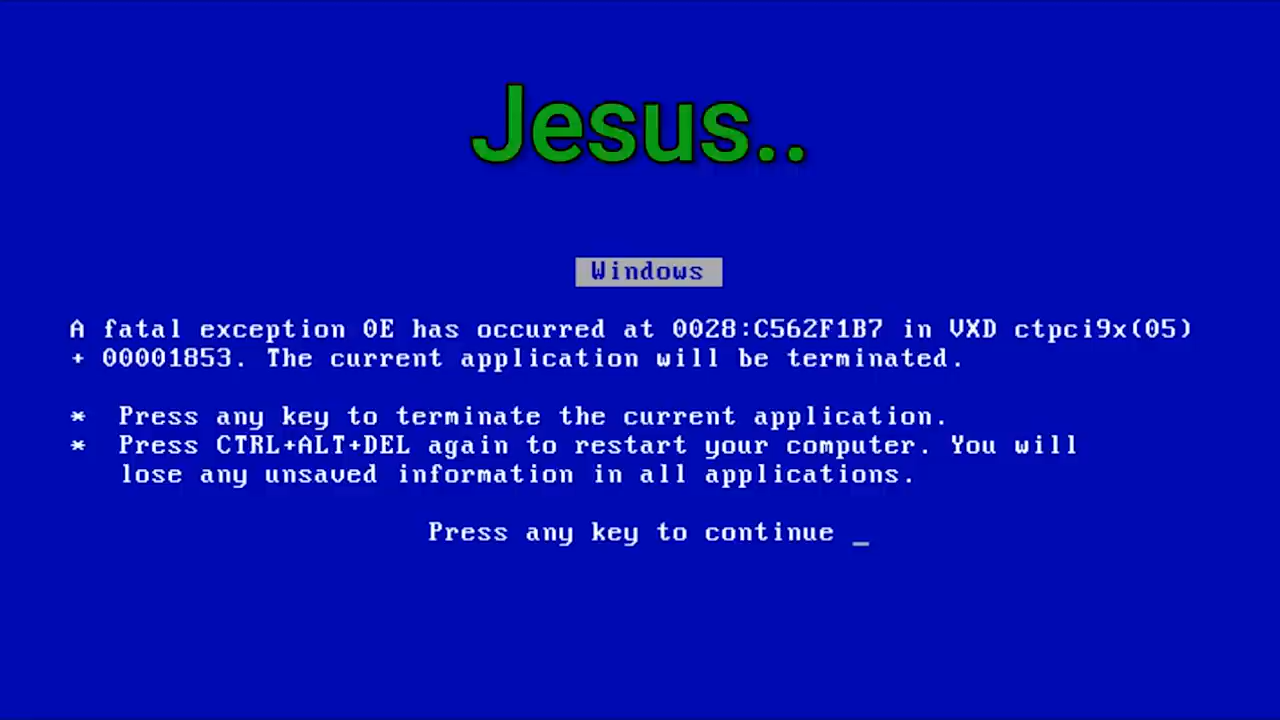 Jesus..
Windows
A fatal exception 0E has occurred at 0028:C562F1B7 in VXD ctpci9x(05)
+ 00001853. The current application will be terminated.
* Press any key to terminate the current application.
* Press CTRL+ALT+DEL again to restart your computer. You will
lose any unsaved information in all applications.
Press any key to continue _